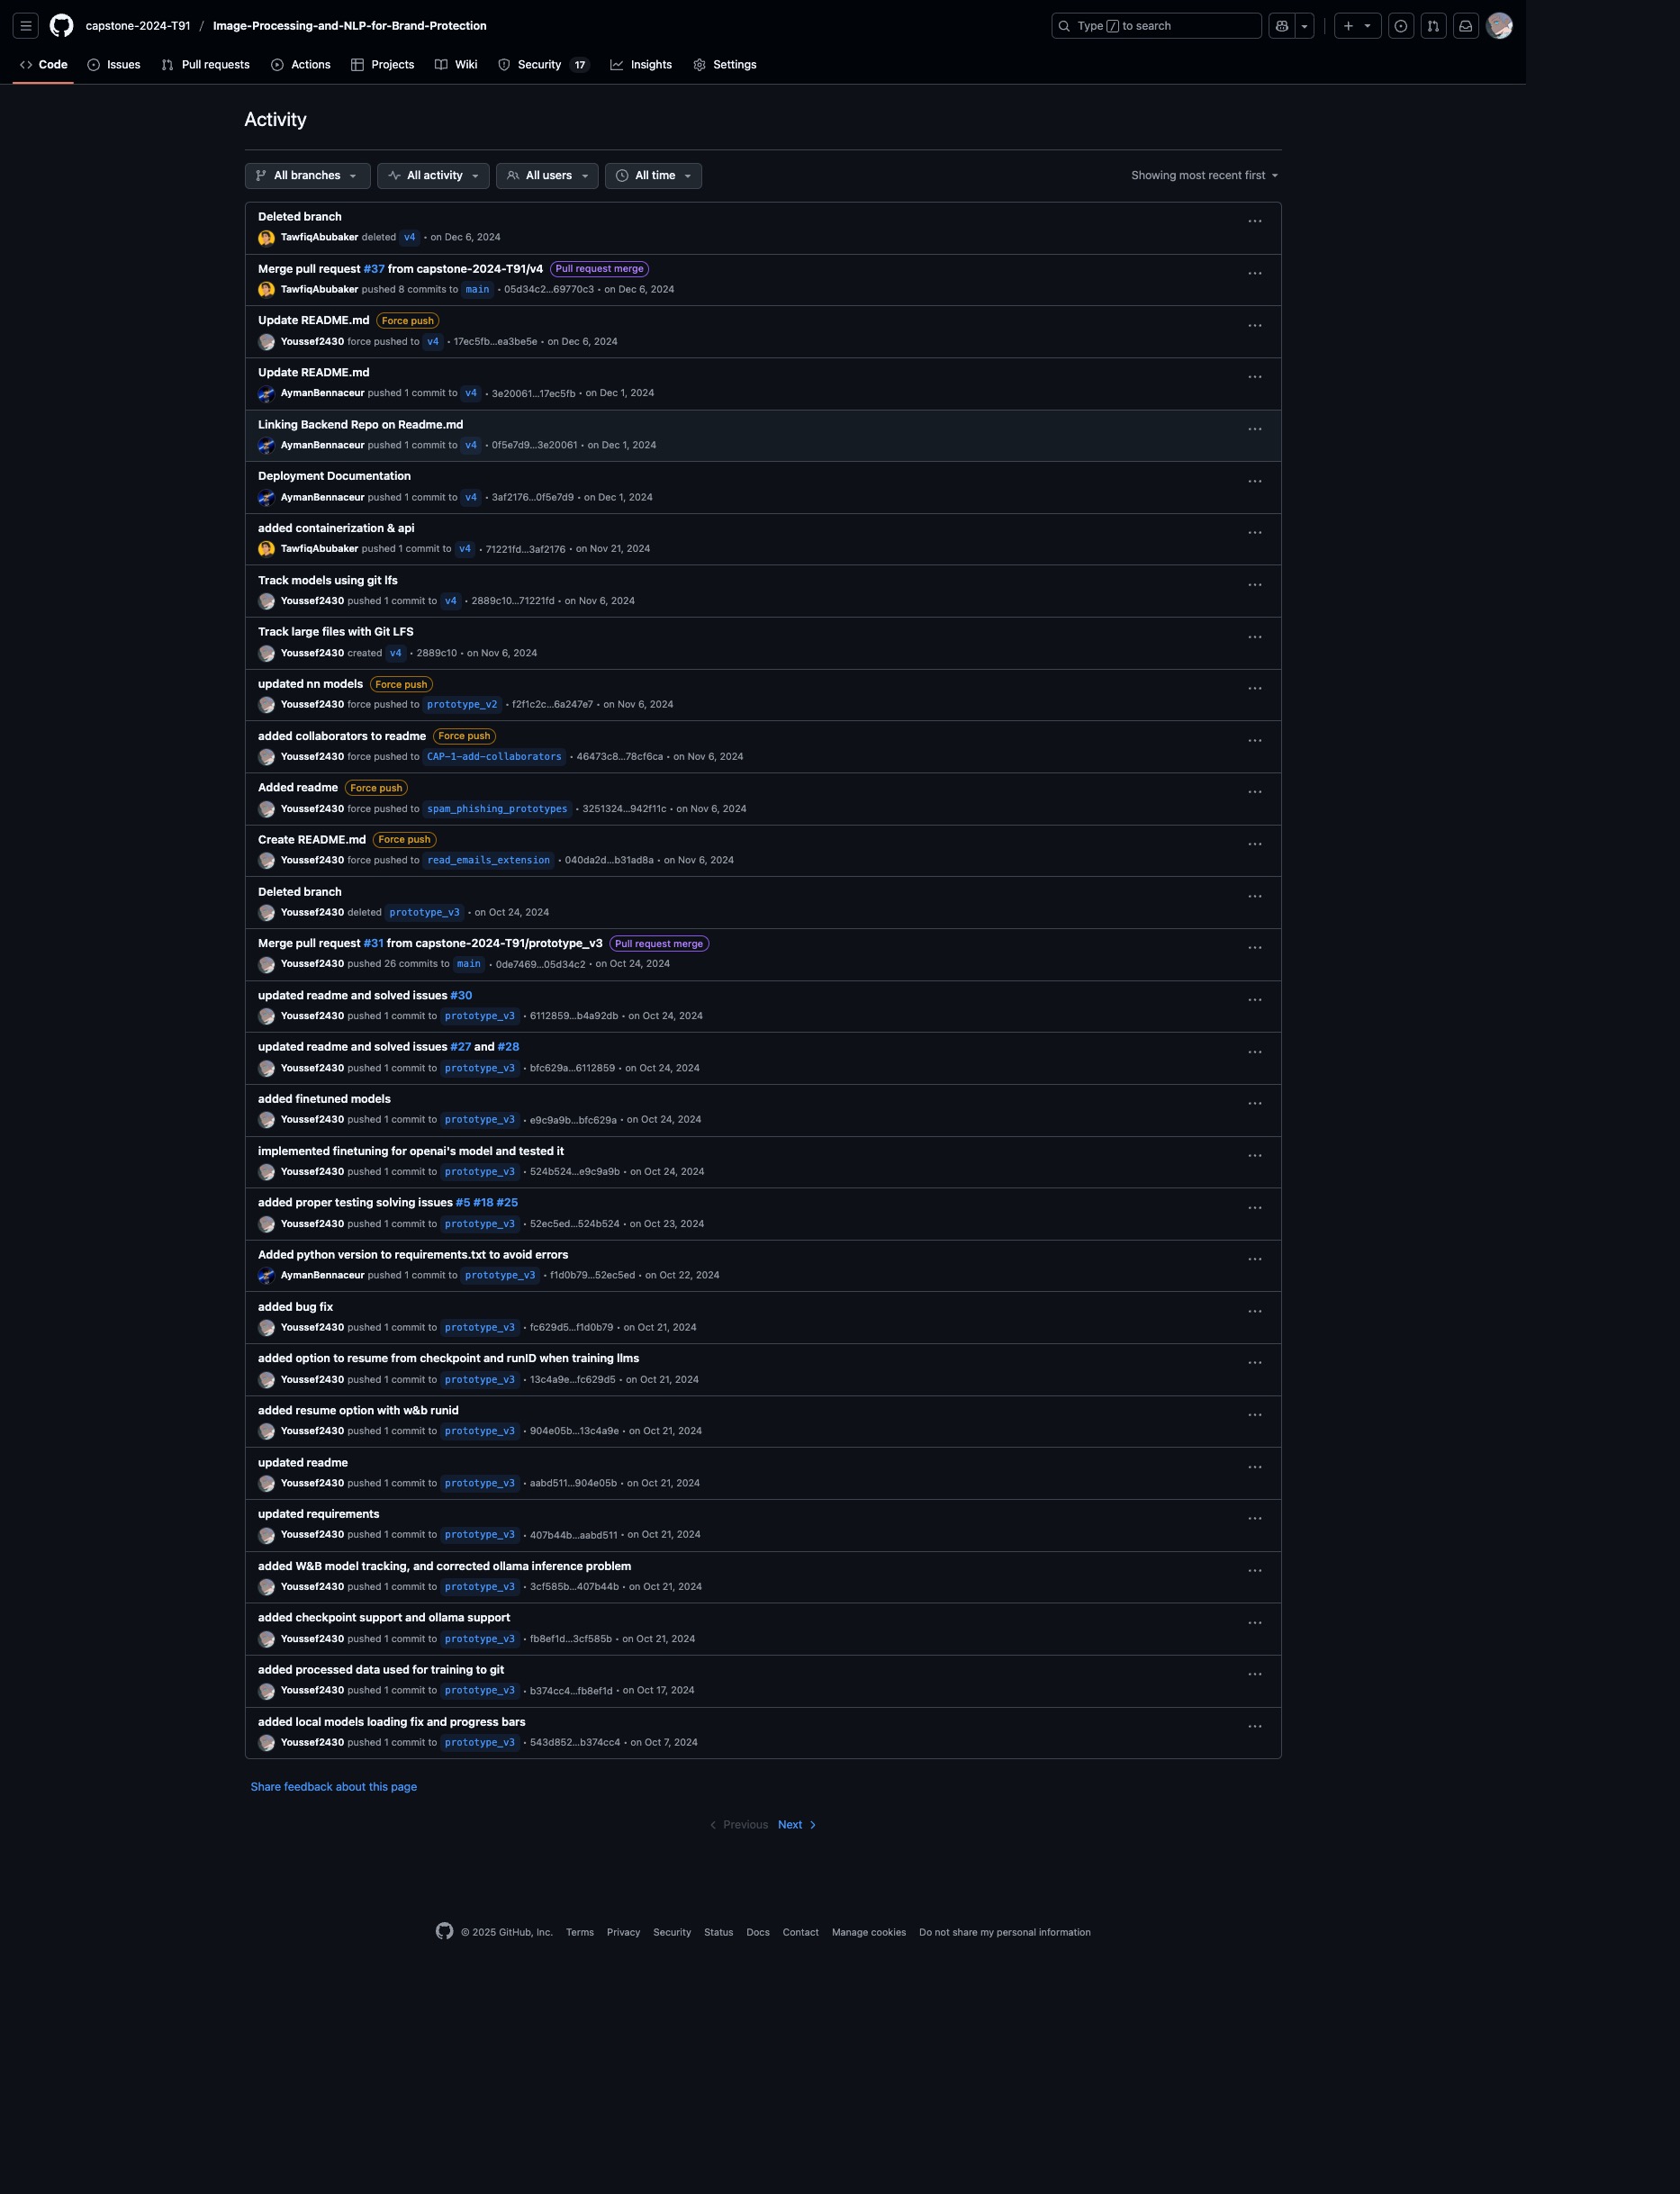 capstone-2024-T91 / Image-Processing-and-NLP-for-Brand-Protection
Type / to search
Code Issues Pull requests Actions Projects Wiki Security 17 Insights Settings
Activity
All branches All activity All users All time Showing most recent first
Deleted branch
TawfiqAbubaker deleted v4 • on Dec 6, 2024
Merge pull request #37 from capstone-2024-T91/v4 Pull request merge
TawfiqAbubaker pushed 8 commits to main • 05d34c2...69770c3 • on Dec 6, 2024
Update README.md Force push
Youssef2430 force pushed to v4 • 17ec5fb...ea3be5e • on Dec 6, 2024
Update README.md
AymanBennaceur pushed 1 commit to v4 • 3e20061...17ec5fb • on Dec 1, 2024
Linking Backend Repo on Readme.md
AymanBennaceur pushed 1 commit to v4 • 0f5e7d9...3e20061 • on Dec 1, 2024
Deployment Documentation
AymanBennaceur pushed 1 commit to v4 • 3af2176...0f5e7d9 • on Dec 1, 2024
added containerization & api
TawfiqAbubaker pushed 1 commit to v4 • 71221fd...3af2176 • on Nov 21, 2024
Track models using git lfs
Youssef2430 pushed 1 commit to v4 • 2889c10...71221fd • on Nov 6, 2024
Track large files with Git LFS
Youssef2430 created v4 • 2889c10 • on Nov 6, 2024
updated nn models Force push
Youssef2430 force pushed to prototype_v2 • f2f1c2c...6a247e7 • on Nov 6, 2024
added collaborators to readme Force push
Youssef2430 force pushed to CAP-1-add-collaborators • 46473c8...78cf6ca • on Nov 6, 2024
Added readme Force push
Youssef2430 force pushed to spam_phishing_prototypes • 3251324...942f11c • on Nov 6, 2024
Create README.md Force push
Youssef2430 force pushed to read_emails_extension • 040da2d...b31ad8a • on Nov 6, 2024
Deleted branch
Youssef2430 deleted prototype_v3 • on Oct 24, 2024
Merge pull request #31 from capstone-2024-T91/prototype_v3 Pull request merge
Youssef2430 pushed 26 commits to main • 0de7469...05d34c2 • on Oct 24, 2024
updated readme and solved issues #30
Youssef2430 pushed 1 commit to prototype_v3 • 6112859...b4a92db • on Oct 24, 2024
updated readme and solved issues #27 and #28
Youssef2430 pushed 1 commit to prototype_v3 • bfc629a...6112859 • on Oct 24, 2024
added finetuned models
Youssef2430 pushed 1 commit to prototype_v3 • e9c9a9b...bfc629a • on Oct 24, 2024
implemented finetuning for openai's model and tested it
Youssef2430 pushed 1 commit to prototype_v3 • 524b524...e9c9a9b • on Oct 24, 2024
added proper testing solving issues #5 #18 #25
Youssef2430 pushed 1 commit to prototype_v3 • 52ec5ed...524b524 • on Oct 23, 2024
Added python version to requirements.txt to avoid errors
AymanBennaceur pushed 1 commit to prototype_v3 • f1d0b79...52ec5ed • on Oct 22, 2024
added bug fix
Youssef2430 pushed 1 commit to prototype_v3 • fc629d5...f1d0b79 • on Oct 21, 2024
added option to resume from checkpoint and runID when training llms
Youssef2430 pushed 1 commit to prototype_v3 • 13c4a9e...fc629d5 • on Oct 21, 2024
added resume option with w&b runid
Youssef2430 pushed 1 commit to prototype_v3 • 904e05b...13c4a9e • on Oct 21, 2024
updated readme
Youssef2430 pushed 1 commit to prototype_v3 • aabd511...904e05b • on Oct 21, 2024
updated requirements
Youssef2430 pushed 1 commit to prototype_v3 • 407b44b...aabd511 • on Oct 21, 2024
added W&B model tracking, and corrected ollama inference problem
Youssef2430 pushed 1 commit to prototype_v3 • 3cf585b...407b44b • on Oct 21, 2024
added checkpoint support and ollama support
Youssef2430 pushed 1 commit to prototype_v3 • fb8ef1d...3cf585b • on Oct 21, 2024
added processed data used for training to git
Youssef2430 pushed 1 commit to prototype_v3 • b374cc4...fb8ef1d • on Oct 17, 2024
added local models loading fix and progress bars
Youssef2430 pushed 1 commit to prototype_v3 • 543d852...b374cc4 • on Oct 7, 2024
Share feedback about this page
Previous Next
© 2025 GitHub, Inc. Terms Privacy Security Status Docs Contact Manage cookies Do not share my personal information